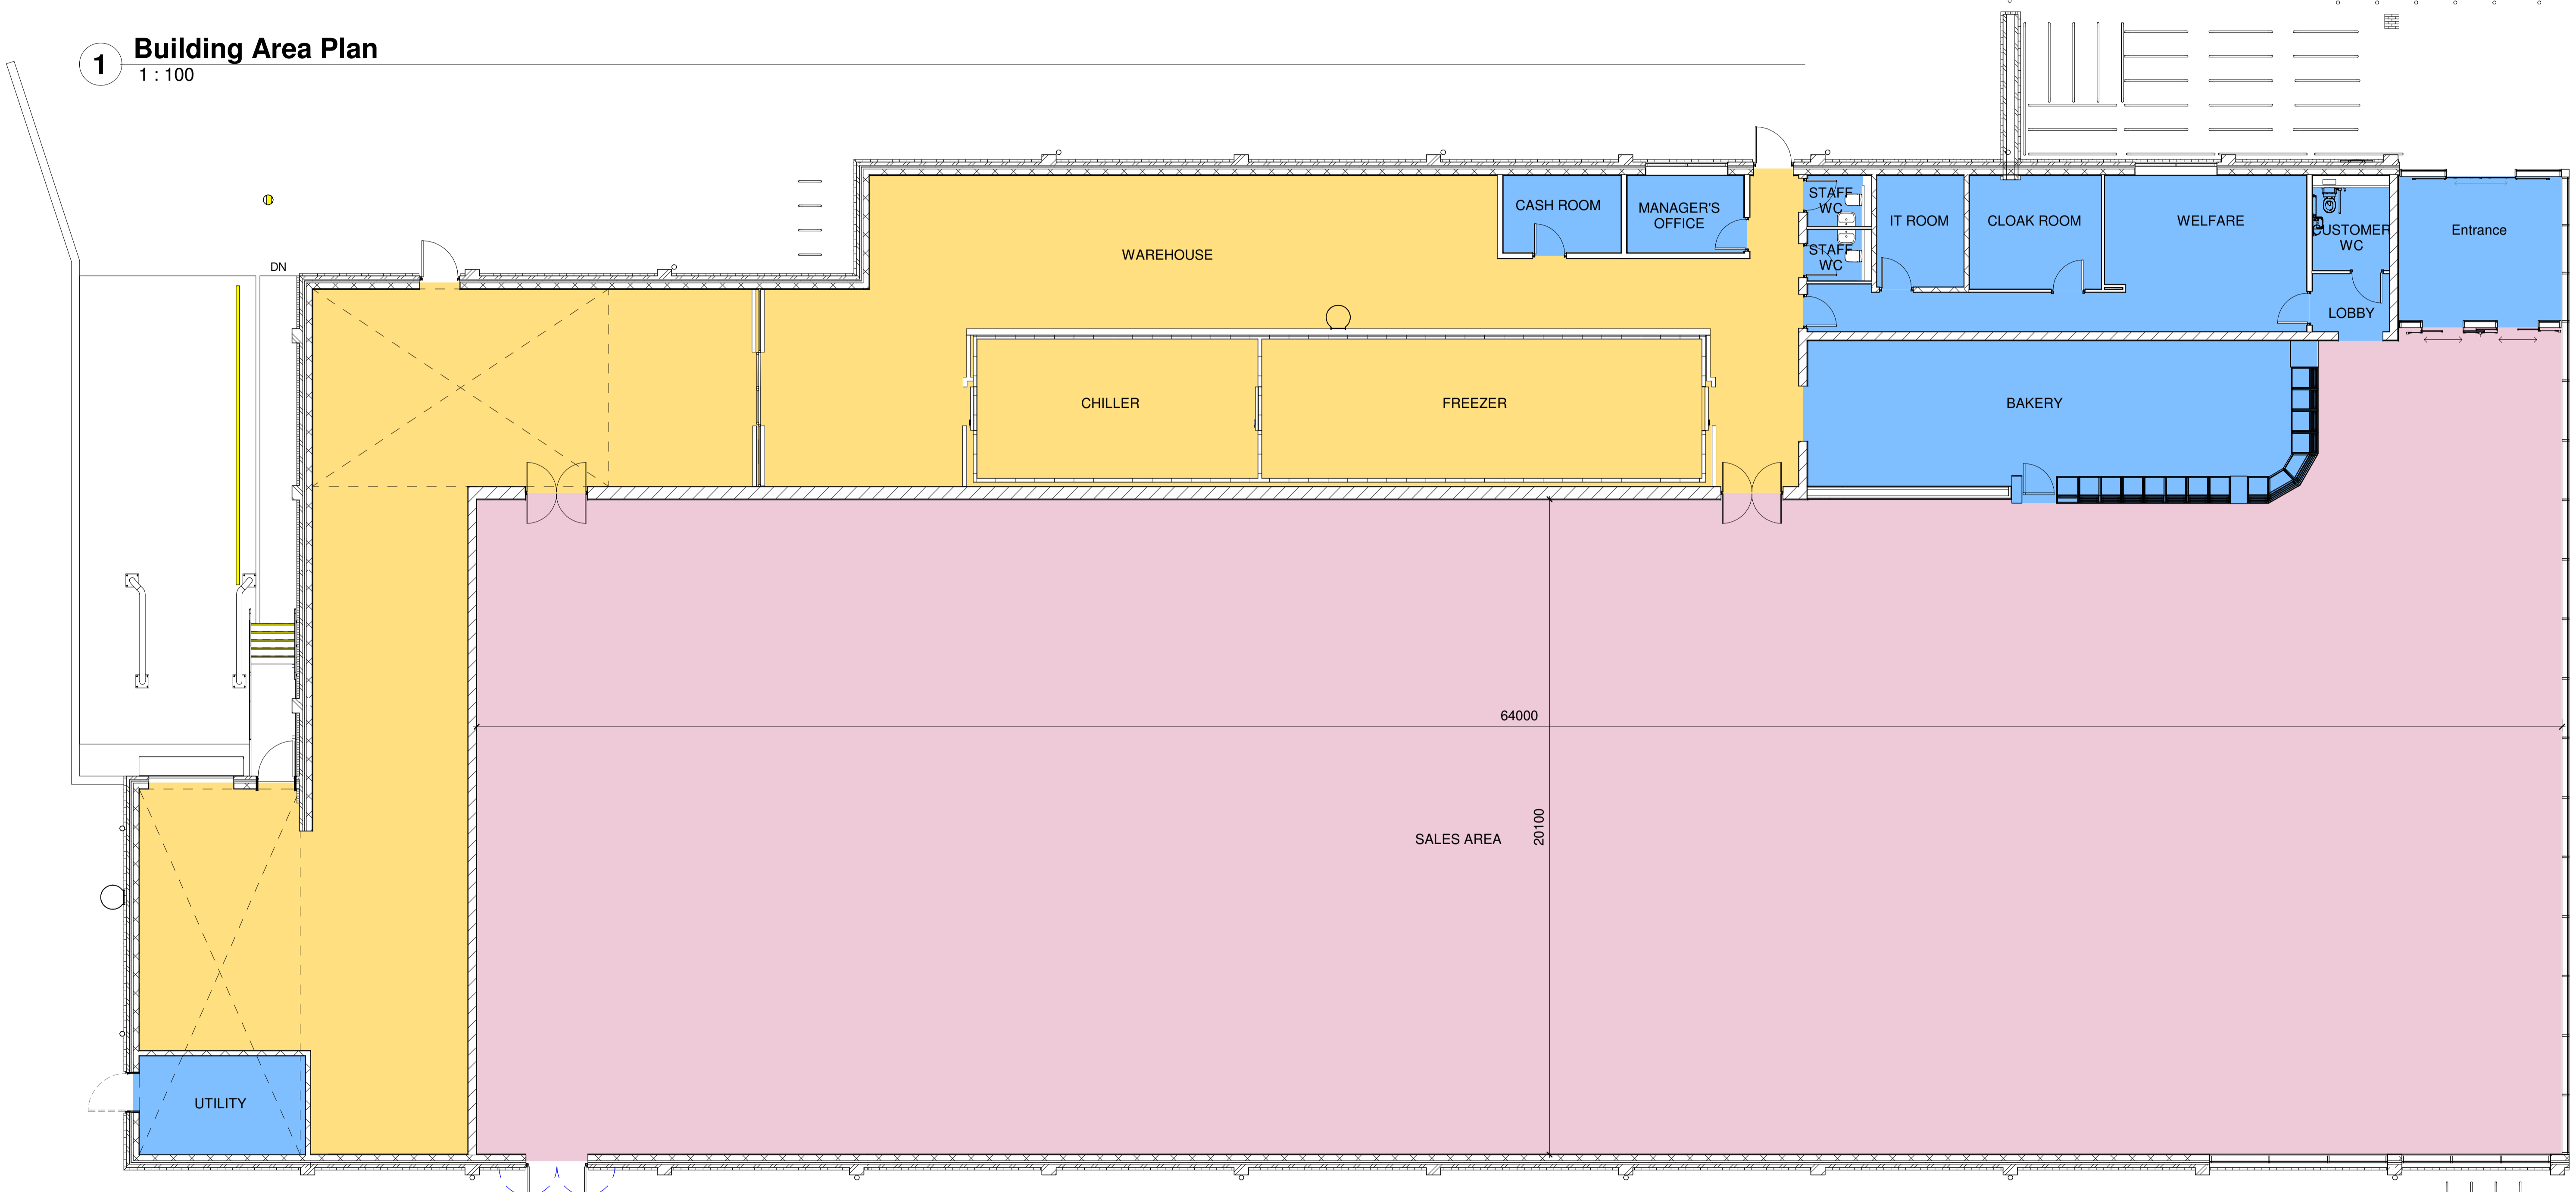 1
Building Area Plan
1 : 100
DN
WAREHOUSE
CASH ROOM
MANAGER'S
OFFICE
STAFF
WC
STAFF
WC
IT ROOM
CLOAK ROOM
WELFARE
CUSTOMER
WC
Entrance
LOBBY
CHILLER
FREEZER
BAKERY
64000
20100
SALES AREA
UTILITY